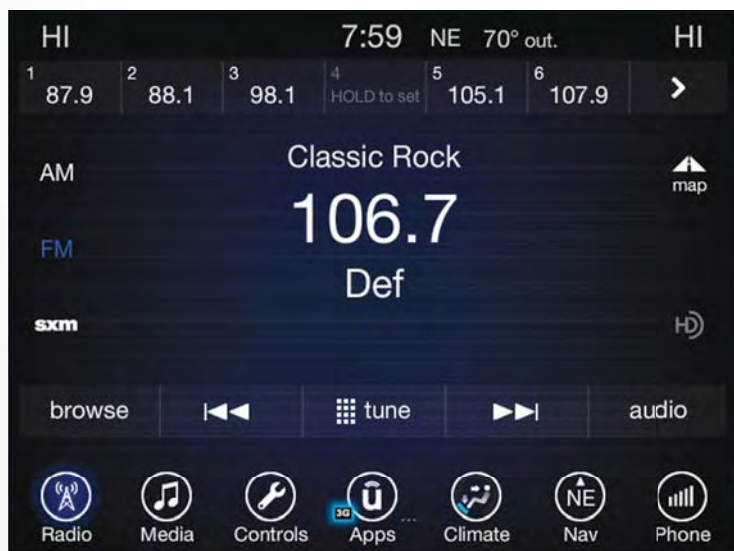 HI 7:59 NE 70° out. HI
1 87.9 2 88.1 3 98.1 4 HOLD to set 5 105.1 6 107.9
Classic Rock
AM
map
106.7
FM
Def
sxm
HD
browse tune audio
3G ū NE
Radio Media Controls Apps ... Climate Nav Phone